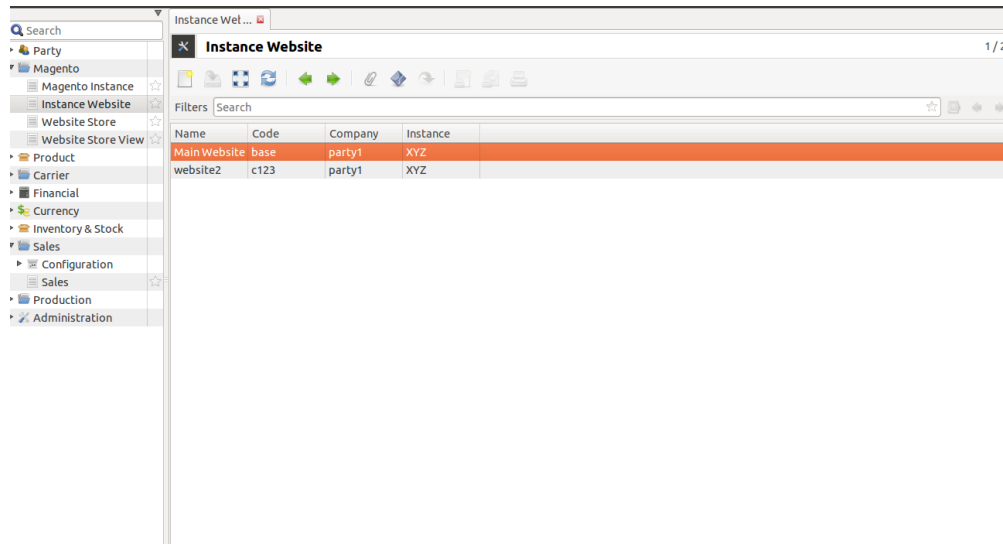 Search
Party
Magento
Magento Instance
Instance Website
Website Store
Website Store View
Product
Carrier
Financial
Currency
Inventory & Stock
Sales
Configuration
Sales
Production
Administration
Instance Wel ...
Instance Website
1 / 2
Filters Search
Name Code Company Instance
Main Website base party1 XYZ
website2 c123 party1 XYZ